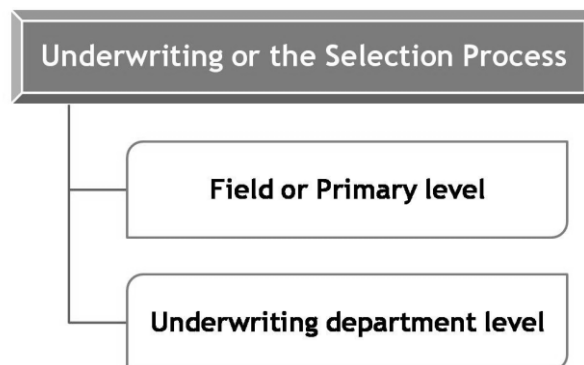 Underwriting or the Selection Process
Field or Primary level
Underwriting department level